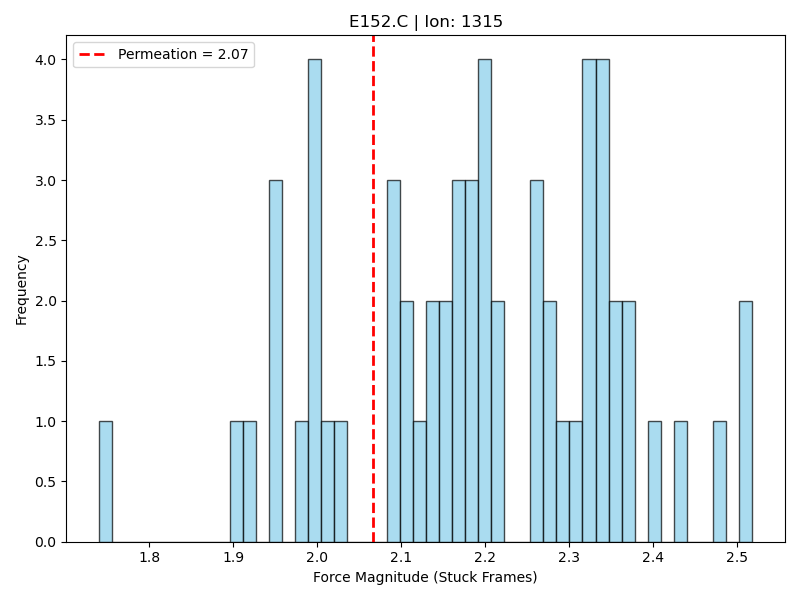 E152.C | Ion: 1315
Permeation = 2.07
4.0
3.5
3.0
2.5
2.0
1.5
1.0
0.5
0.0
Frequency
1.8 1.9 2.0 2.1 2.2 2.3 2.4 2.5
Force Magnitude (Stuck Frames)